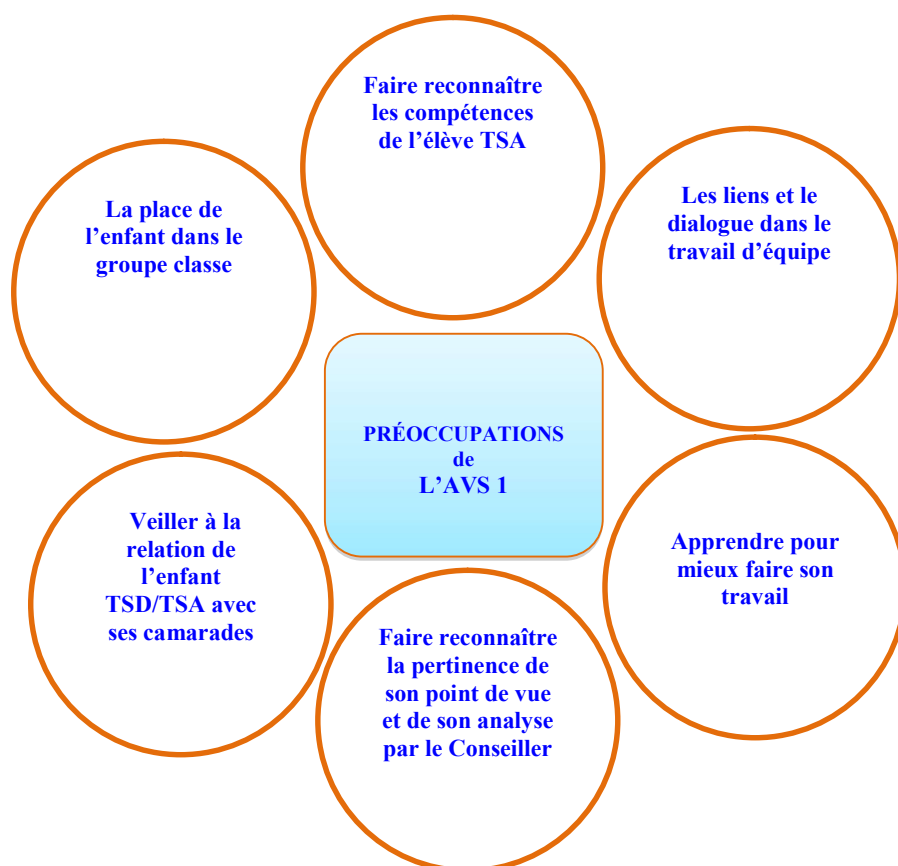 Faire reconnaître
les compétences
de l’élève TSA
La place de
l’enfant dans le
groupe classe
Les liens et le
dialogue dans le
travail d’équipe
PRÉOCCUPATIONS
de
L’AVS 1
Veiller à la
relation de
l’enfant
TSD/TSA avec
ses camarades
Apprendre pour
mieux faire son
travail
Faire reconnaître
la pertinence de
son point de vue
et de son analyse
par le Conseiller